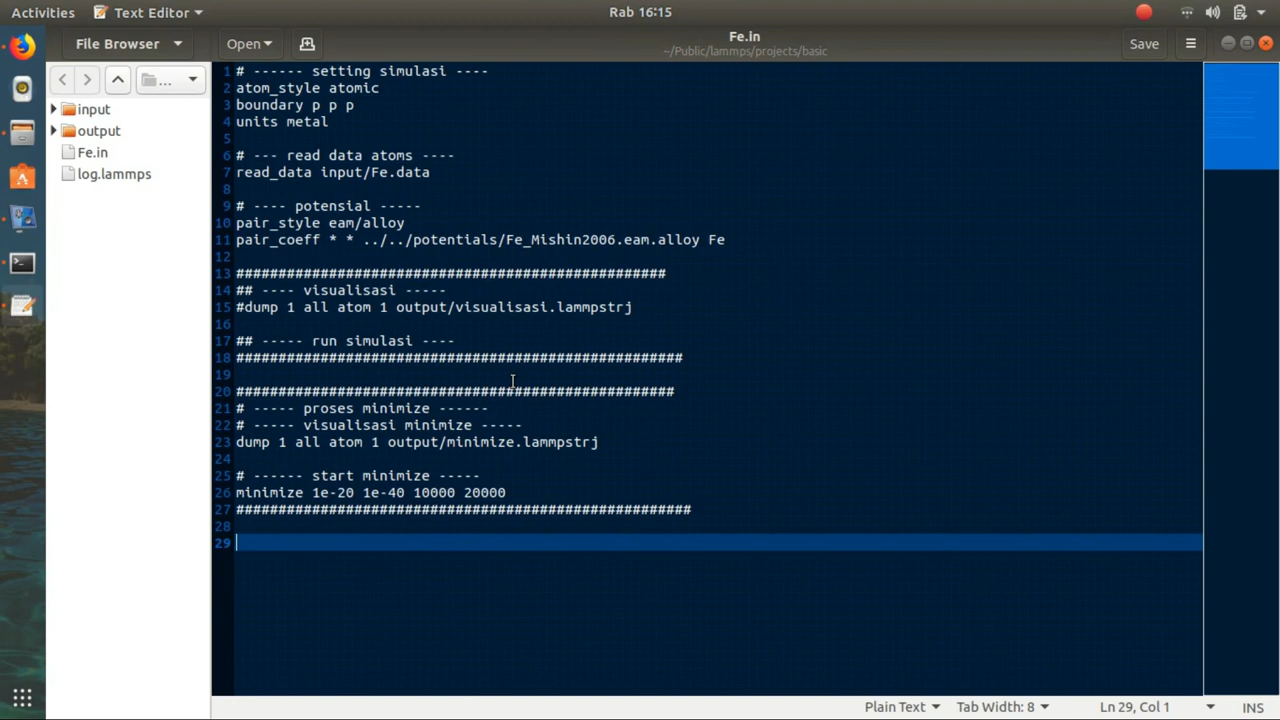 Activities
Text Editor
Rab 16:15
File Browser
Open
Fe.in
~/Public/lammps/projects/basic
Save
...
input
output
Fe.in
log.lammps
1 # ------ setting simulasi ----
2 atom_style atomic
3 boundary p p p
4 units metal
5
6 # --- read data atoms ----
7 read_data input/Fe.data
8
9 # ---- potensial -----
10 pair_style eam/alloy
11 pair_coeff * * ../../potentials/Fe_Mishin2006.eam.alloy Fe
12
13 ###################################################
14 ## ---- visualisasi -----
15 #dump 1 all atom 1 output/visualisasi.lammpstrj
16
17 ## ----- run simulasi ----
18 #####################################################
19
20 ####################################################
21 # ----- proses minimize ------
22 # ----- visualisasi minimize -----
23 dump 1 all atom 1 output/minimize.lammpstrj
24
25 # ------ start minimize -----
26 minimize 1e-20 1e-40 10000 20000
27 ######################################################
28
29
Plain Text
Tab Width: 8
Ln 29, Col 1
INS